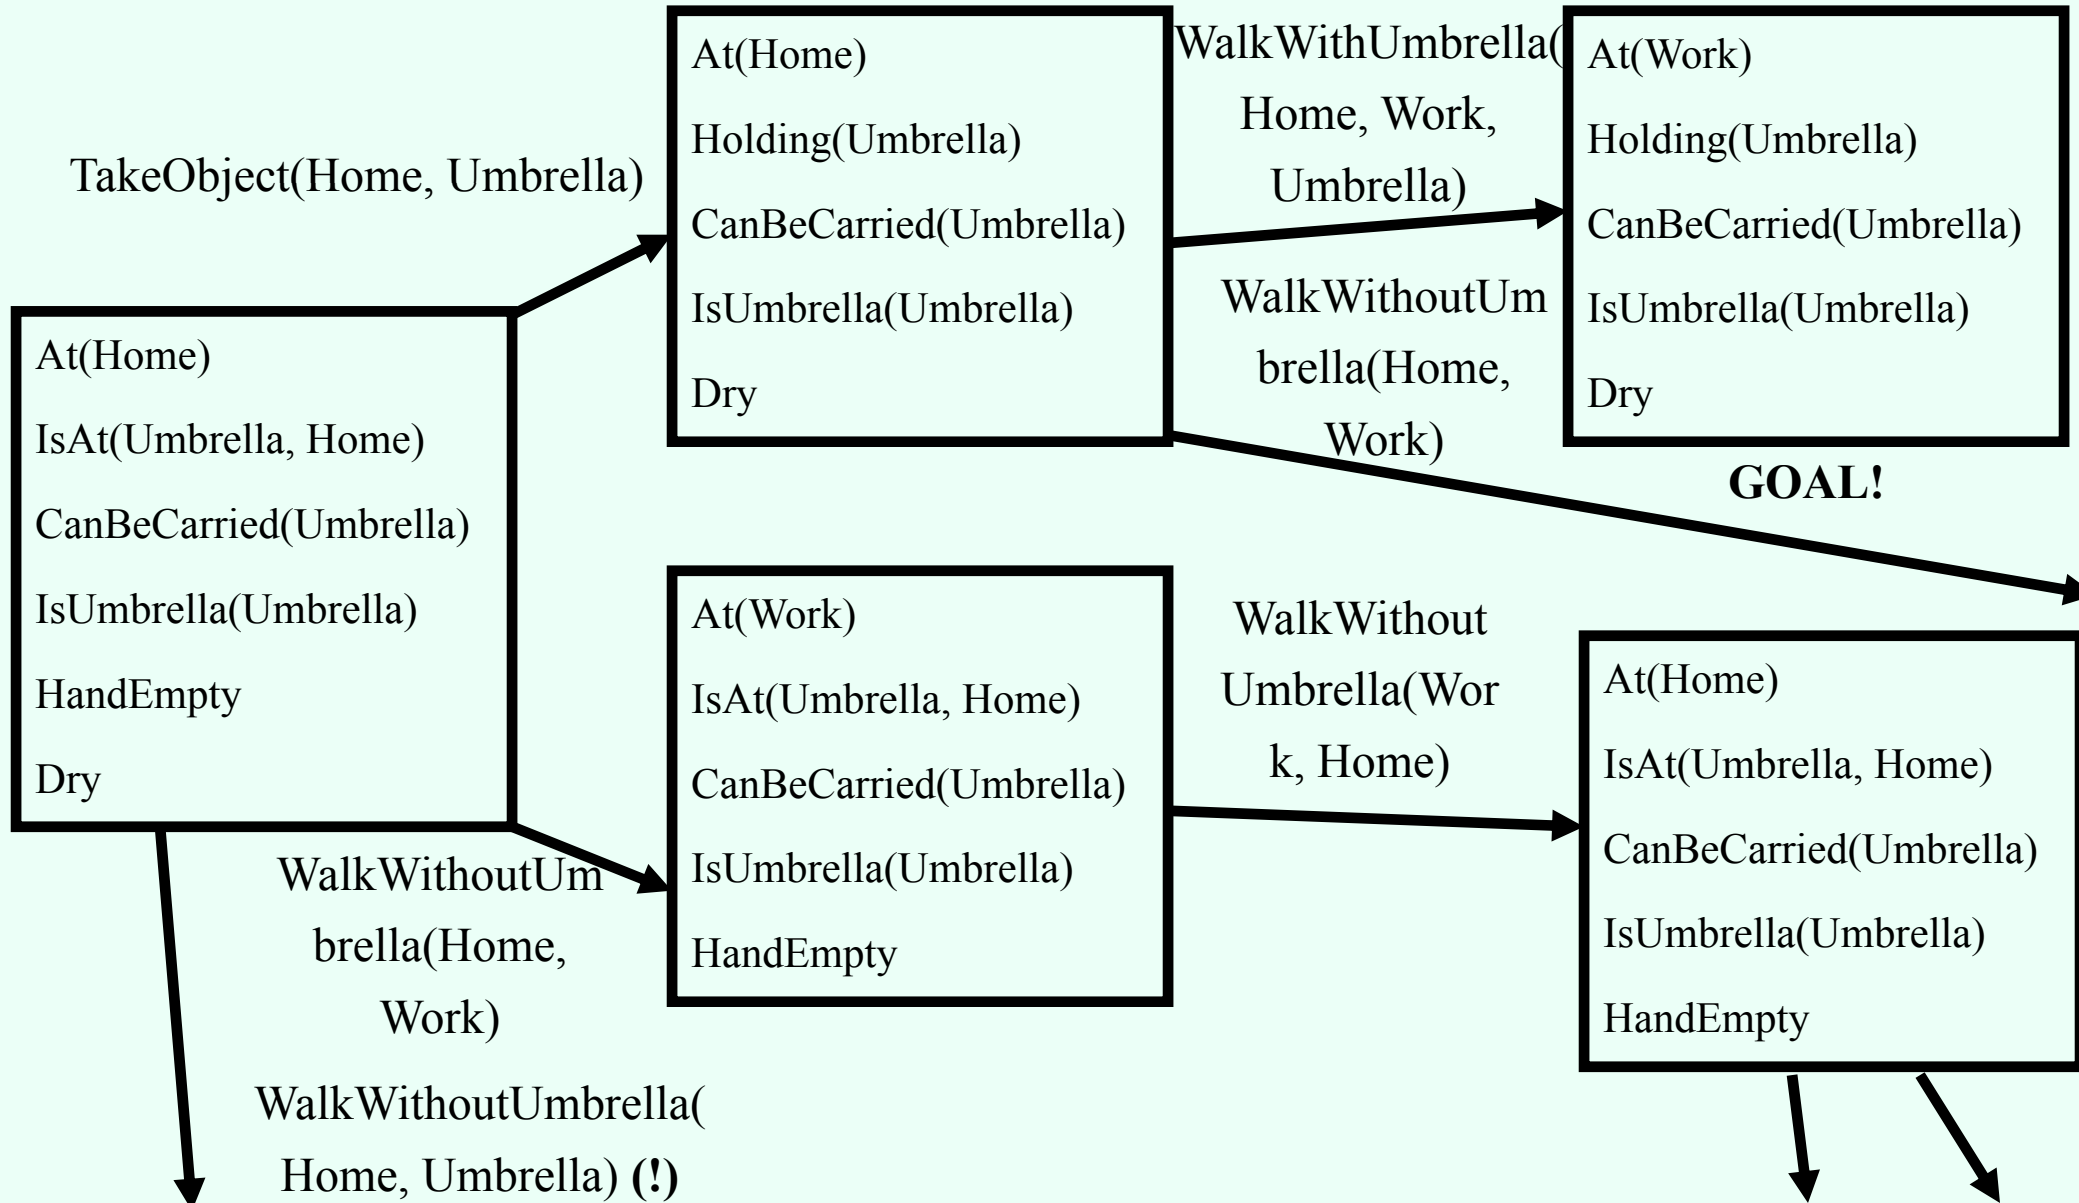 TakeObject(Home, Umbrella)
At(Home)
IsAt(Umbrella, Home)
CanBeCarried(Umbrella)
IsUmbrella(Umbrella)
HandEmpty
Dry
At(Home)
Holding(Umbrella)
CanBeCarried(Umbrella)
IsUmbrella(Umbrella)
Dry
WalkWithUmbrella(
Home, Work,
Umbrella)
At(Work)
Holding(Umbrella)
CanBeCarried(Umbrella)
IsUmbrella(Umbrella)
Dry
GOAL!
WalkWithoutUm
brella(Home,
Work)
WalkWithoutUm
brella(Home,
Work)
At(Work)
IsAt(Umbrella, Home)
CanBeCarried(Umbrella)
IsUmbrella(Umbrella)
HandEmpty
WalkWithout
Umbrella(Wor
k, Home)
At(Home)
IsAt(Umbrella, Home)
CanBeCarried(Umbrella)
IsUmbrella(Umbrella)
HandEmpty
WalkWithoutUmbrella(
Home, Umbrella) (!)